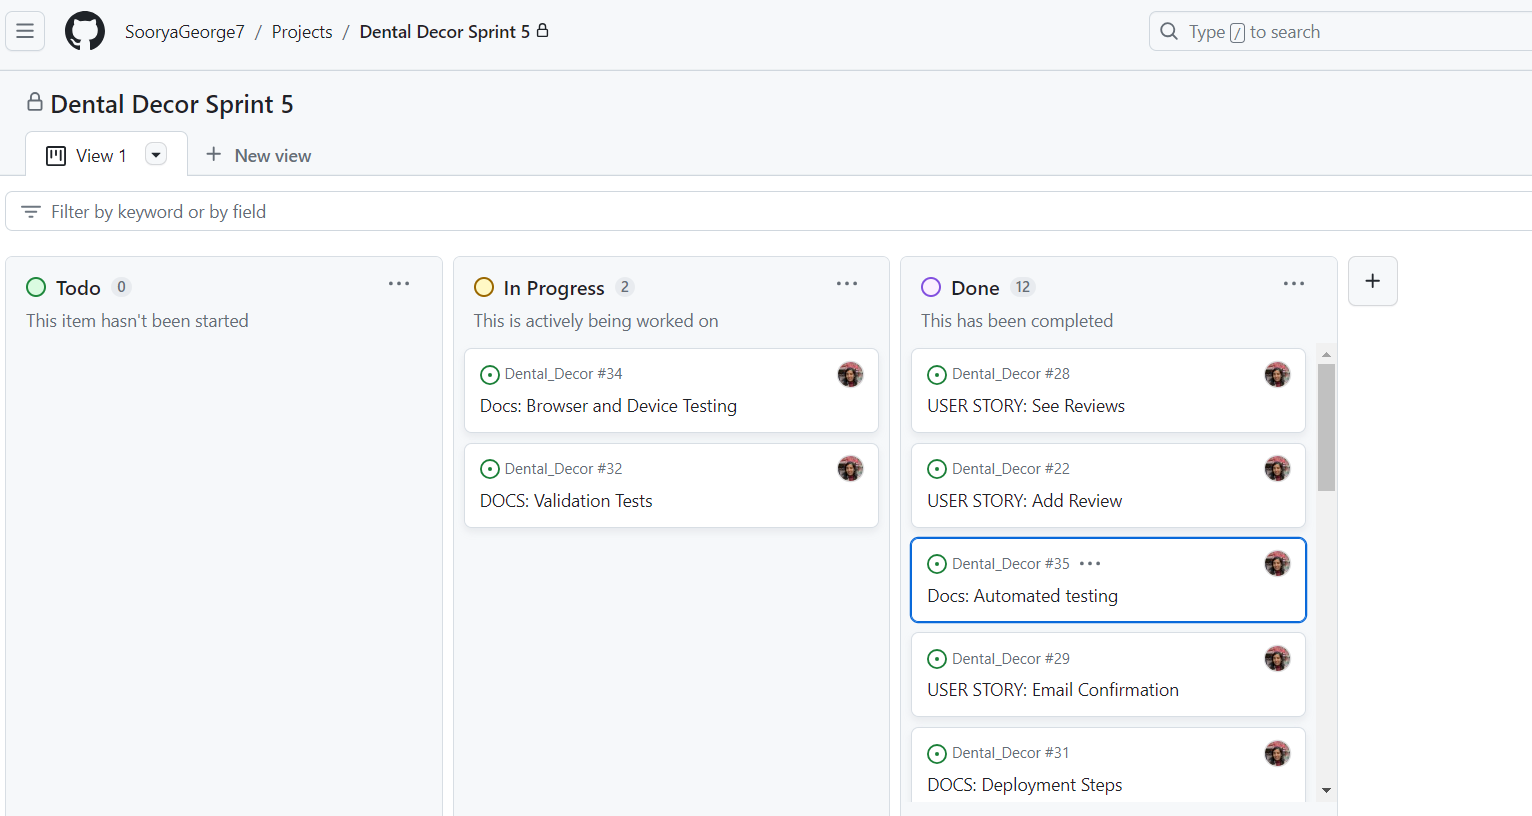 SooryaGeorge7 / Projects / Dental Decor Sprint 5
Type / to search
Dental Decor Sprint 5
View 1
New view
Filter by keyword or by field
Todo 0
This item hasn't been started
In Progress 2
This is actively being worked on
Dental_Decor #34
Docs: Browser and Device Testing
Dental_Decor #32
DOCS: Validation Tests
Done 12
This has been completed
Dental_Decor #28
USER STORY: See Reviews
Dental_Decor #22
USER STORY: Add Review
Dental_Decor #35
Docs: Automated testing
Dental_Decor #29
USER STORY: Email Confirmation
Dental_Decor #31
DOCS: Deployment Steps